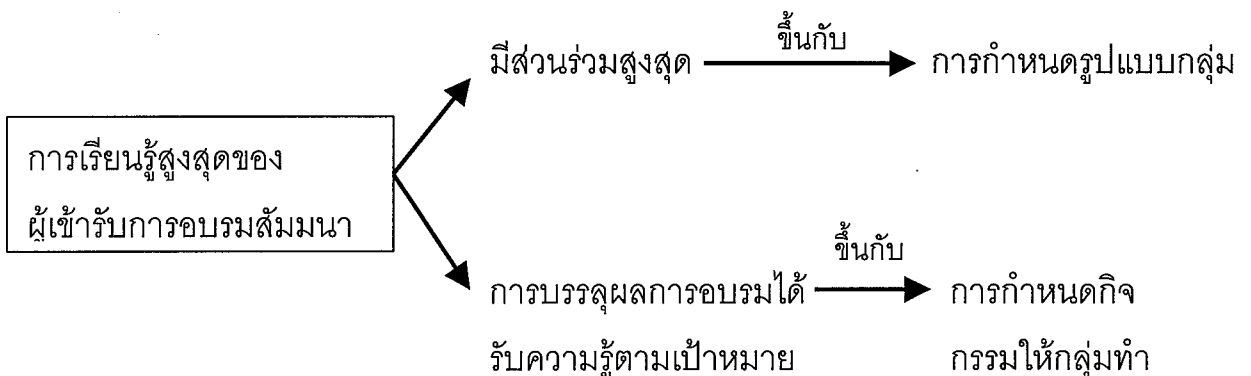 ขึ้นกับ
มีส่วนร่วมสูงสุด
การกำหนดรูปแบบกลุ่ม
การเรียนรู้สูงสุดของ
ผู้เข้ารับการอบรมสัมมนา
ขึ้นกับ
การบรรลุผลการอบรมได้
การกำหนดกิจ
รับความรู้ตามเป้าหมาย
กรรมให้กลุ่มทำ